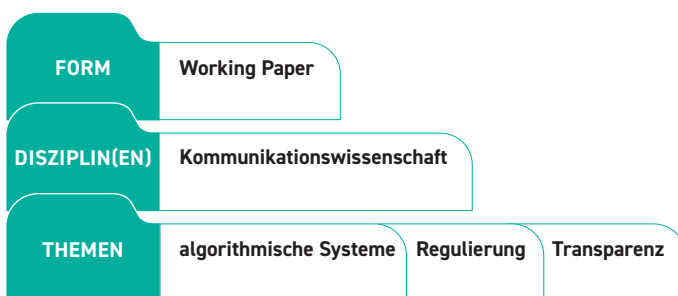 FORM Working Paper
DISZIPLIN(EN) Kommunikationswissenschaft
THEMEN algorithmische Systeme Regulierung Transparenz